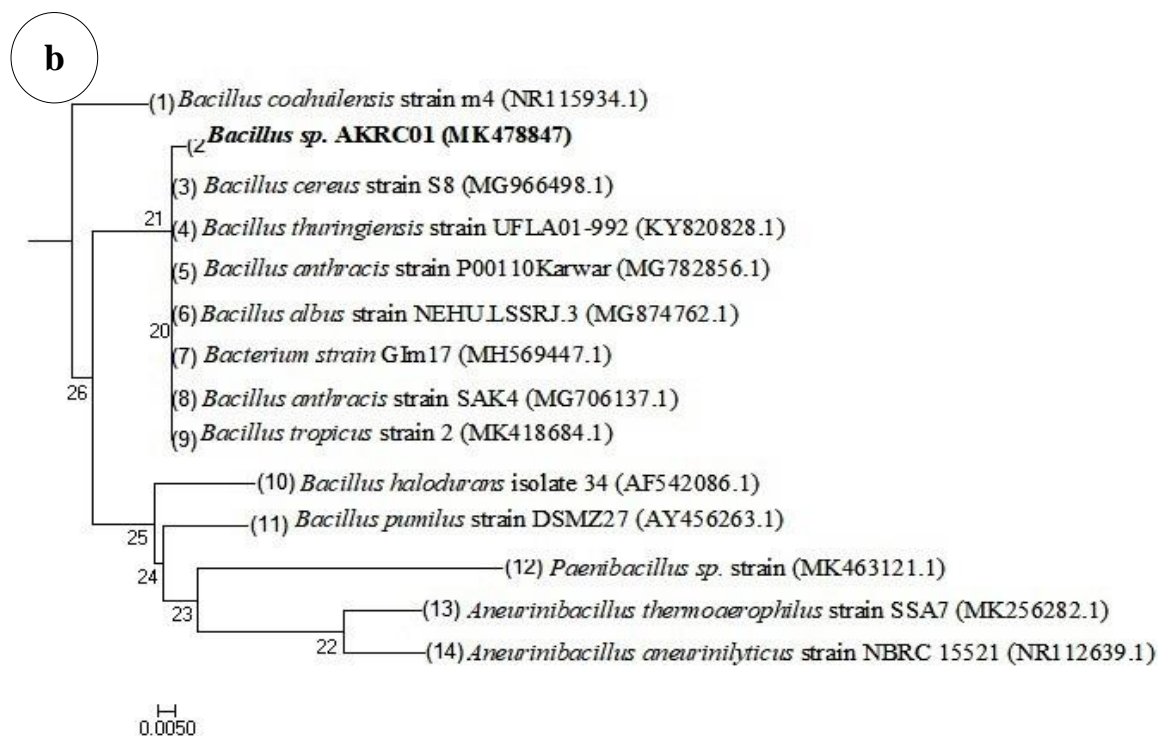 b
(1) Bacillus coahuilensis strain m4 (NR115934.1)
(2 Bacillus sp. AKRC01 (MK478847)
(3) Bacillus cereus strain S8 (MG966498.1)
21
(4) Bacillus thuringiensis strain UFLA01-992 (KY820828.1)
(5) Bacillus anthracis strain P00110Karwar (MG782856.1)
(6) Bacillus albus strain NEHU.LSSRJ.3 (MG874762.1)
20
(7) Bacterium strain GIm17 (MH569447.1)
26
(8) Bacillus anthracis strain SAK4 (MG706137.1)
(9) Bacillus tropicus strain 2 (MK418684.1)
(10) Bacillus halodurans isolate 34 (AF542086.1)
(11) Bacillus pumilus strain DSMZ27 (AY456263.1)
25
(12) Paenibacillus sp. strain (MK463121.1)
24
(13) Aneurinibacillus thermoaerophilus strain SSA7 (MK256282.1)
23
22
(14) Aneurinibacillus aneurinilyticus strain NBRC 15521 (NR112639.1)
0.0050